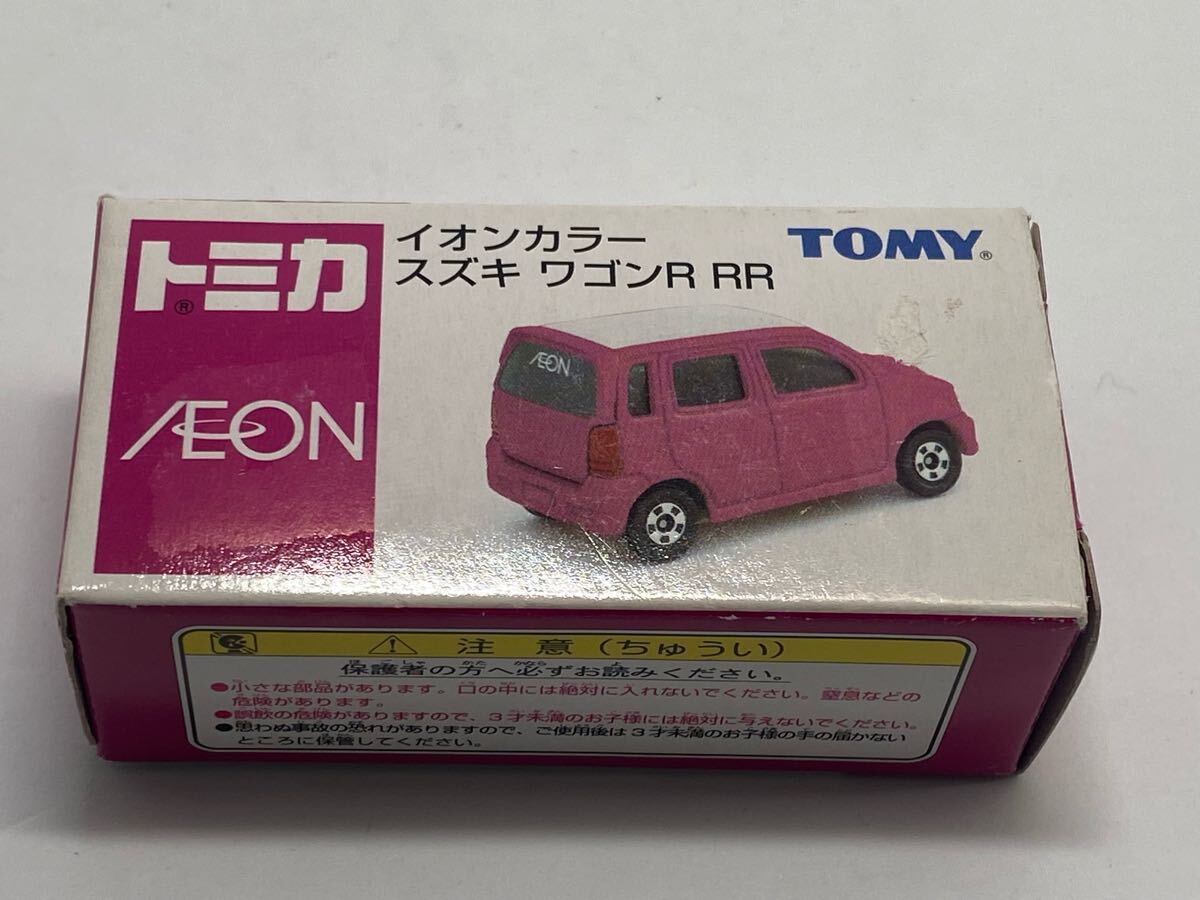 トミカ®
ÆON
イオンカラー
スズキ ワゴンR RR
TOMY®
ÆON
注 意 (ちゅうい)
保護者の方へ必ずお読みください。
●小さな部品があります。口の中には絶対に入れないでください。窒息などの
危険があります。
●誤飲の危険がありますので、3才未満のお子様には絶対に与えないでください。
●思わぬ事故の恐れがありますので、ご使用後は3才未満のお子様の手の届かない
ところに保管してください。